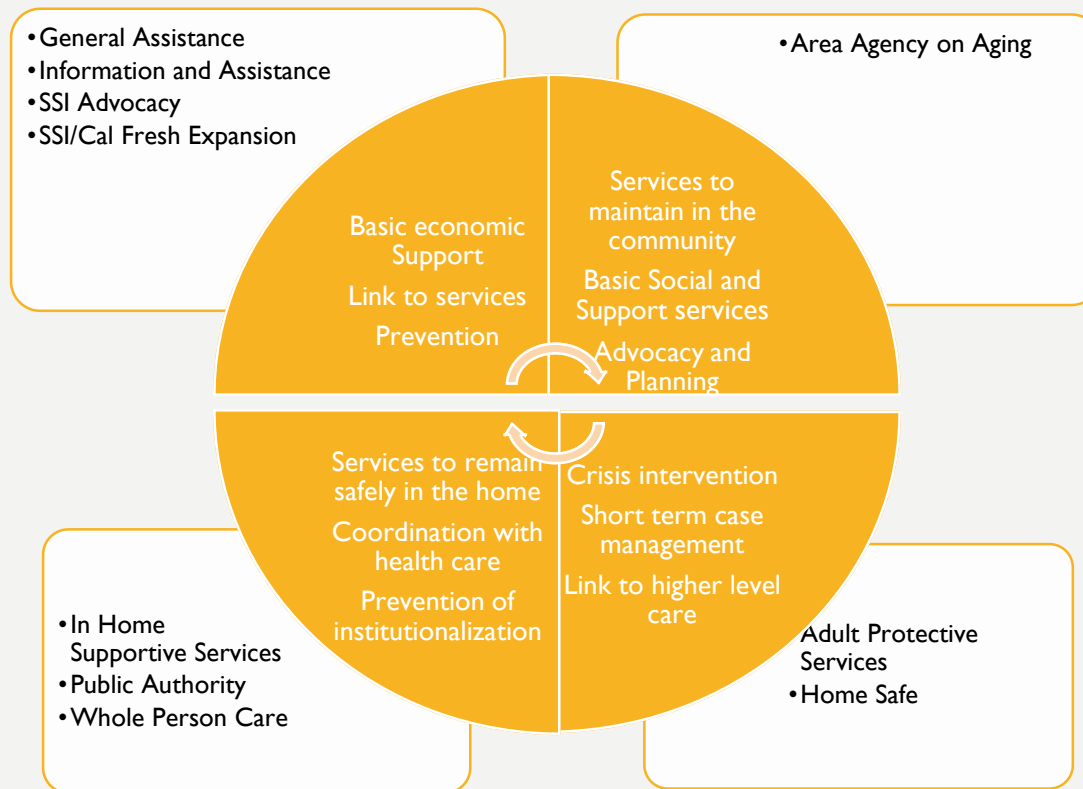 •General Assistance
•Information and Assistance
•SSI Advocacy
•SSI/Cal Fresh Expansion
•Area Agency on Aging
Basic economic
Support
Link to services
Prevention
Services to
maintain in the
community
Basic Social and
Support services
Advocacy and
Planning
Services to remain
safely in the home
Coordination with
health care
Prevention of
institutionalization
Crisis intervention
Short term case
management
Link to higher level
care
•In Home
Supportive Services
•Public Authority
•Whole Person Care
Adult Protective
Services
•Home Safe